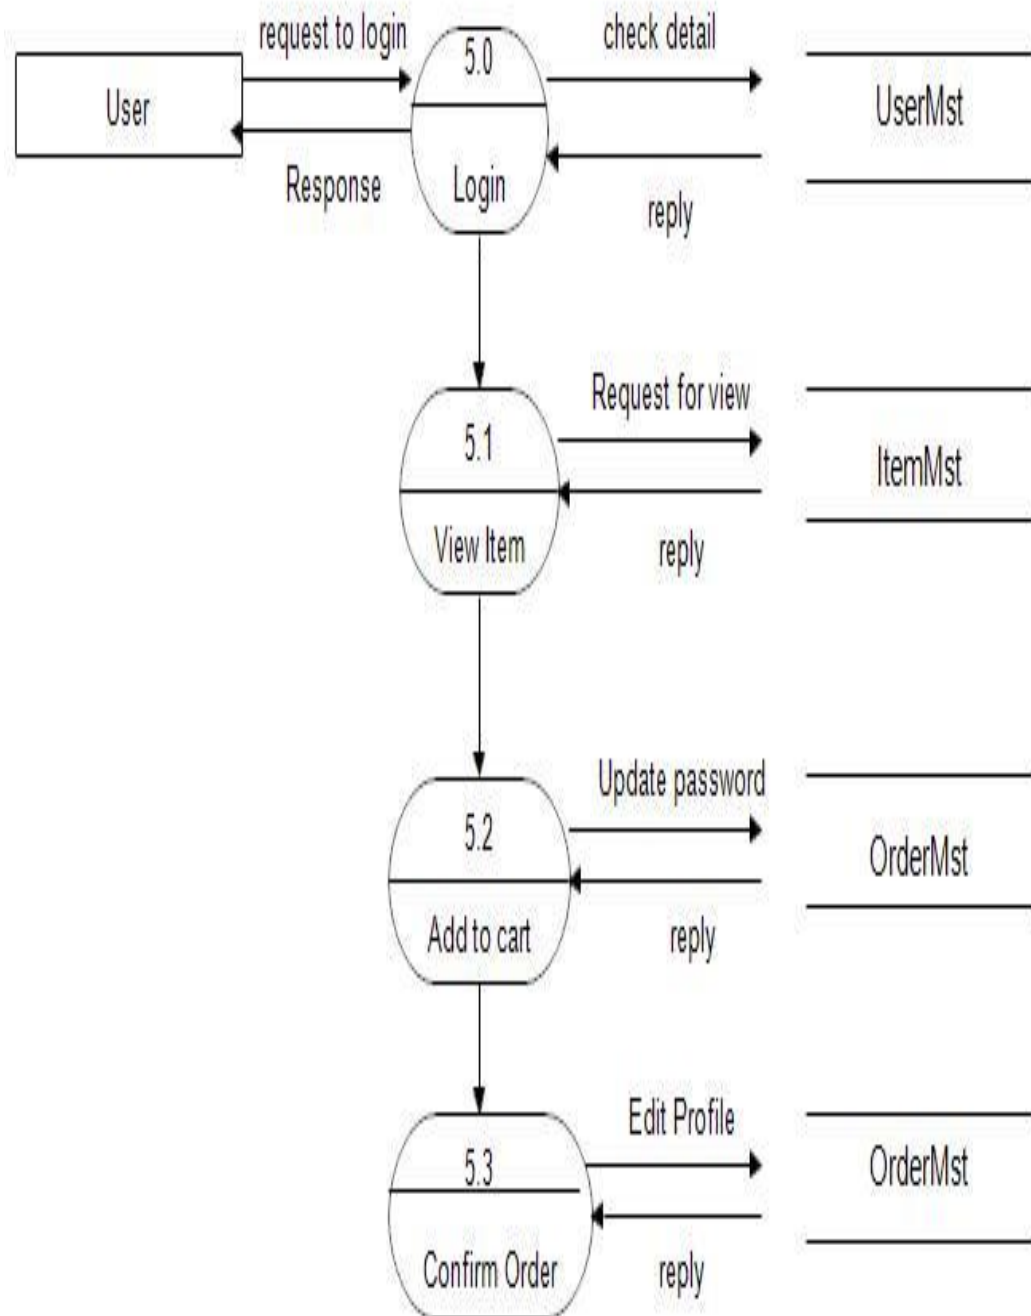 request to login
5.0
check detail
User
UserMst
Response
Login
reply
Request for view
5.1
ItemMst
View Item
reply
Update password
5.2
OrderMst
Add to cart
reply
Edit Profile
5.3
OrderMst
Confirm Order
reply